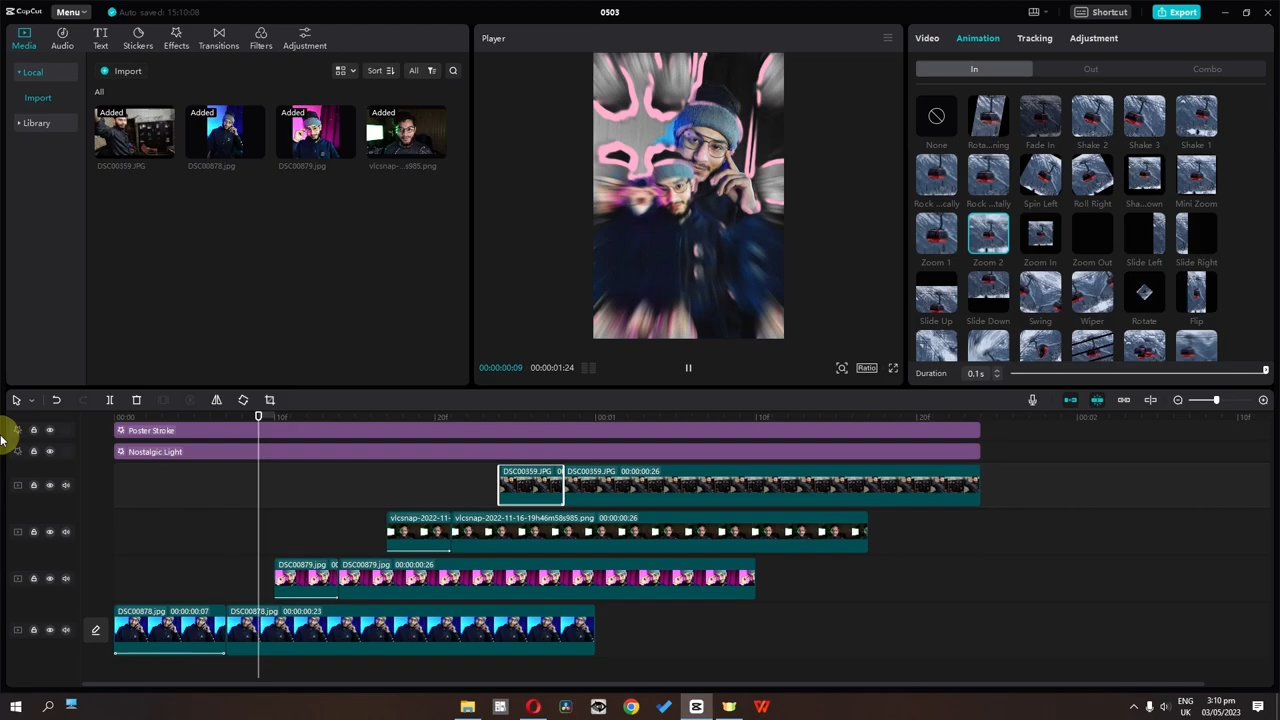 CapCut Menu Auto saved: 15:10:08 0503 Shortcut Export
Media Audio Text Stickers Effects Transitions Filters Adjustment
Local
Import
Library
Import Sort All
All
Added Added Added Added
DSC00359.JPG DSC00878.jpg DSC00879.jpg vlcsnap-...s985.png
Player
00:00:00:09 00:00:01:24 Ratio
Video Animation Tracking Adjustment
In Out Combo
None Rota...ning Fade In Shake 2 Shake 3 Shake 1
Rock ...cally Rock ...tally Spin Left Roll Right Sha...own Mini Zoom
Zoom 1 Zoom 2 Zoom In Zoom Out Slide Left Slide Right
Slide Up Slide Down Swing Wiper Rotate Flip
Duration 0.1s
00:00 10f 20f 00:01 10f 20f 00:02 10f
Poster Stroke
Nostalgic Light
DSC00359.JPG DSC00359.JPG 00:00:00:26
vlcsnap-2022-11- vlcsnap-2022-11-16-19h46m58s985.png 00:00:00:26
DSC00879.jpg DSC00879.jpg 00:00:00:26
DSC00878.jpg 00:00:00:07 DSC00878.jpg 00:00:00:23
ENG 3:10 pm
UK 03/05/2023